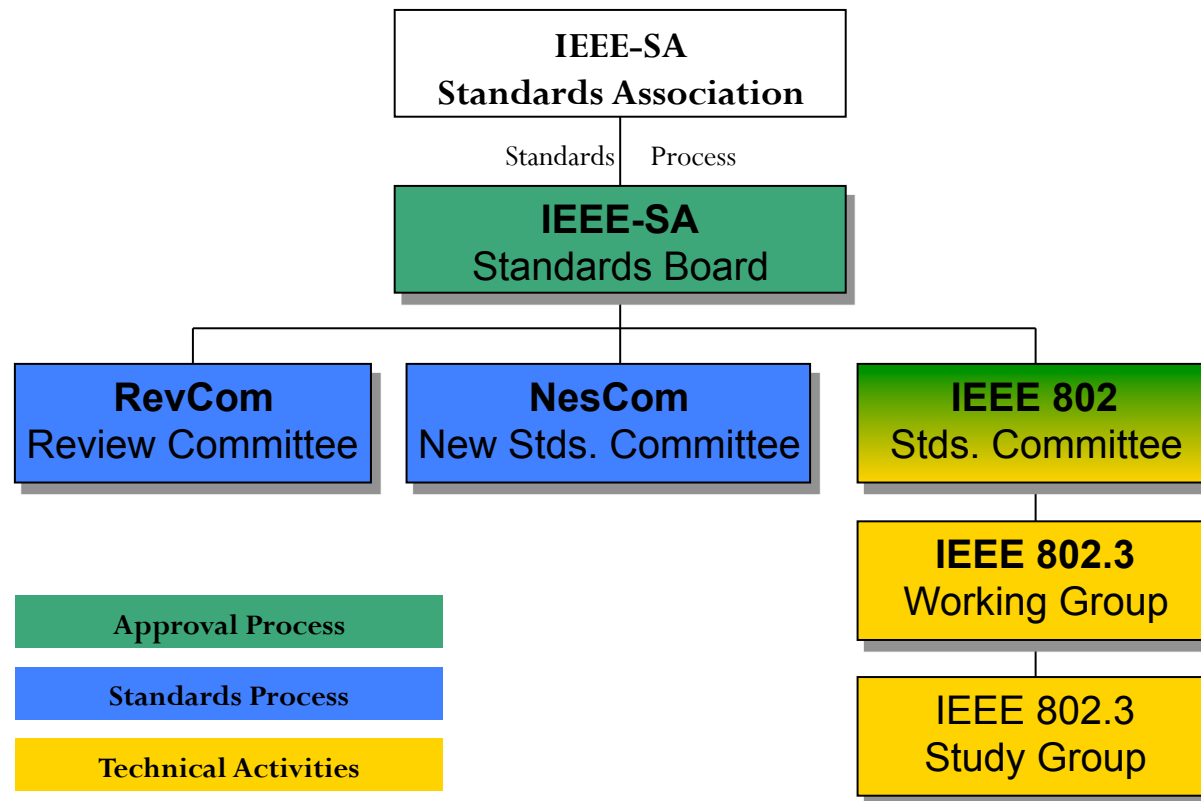 IEEE-SA
Standards Association
Standards Process
IEEE-SA
Standards Board
RevCom
Review Committee
NesCom
New Stds. Committee
IEEE 802
Stds. Committee
IEEE 802.3
Working Group
IEEE 802.3
Study Group
Approval Process
Standards Process
Technical Activities